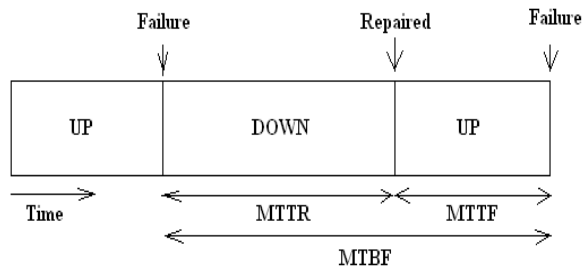 Failure Repaired Failure
UP DOWN UP
Time MTTR MTTF
MTBF